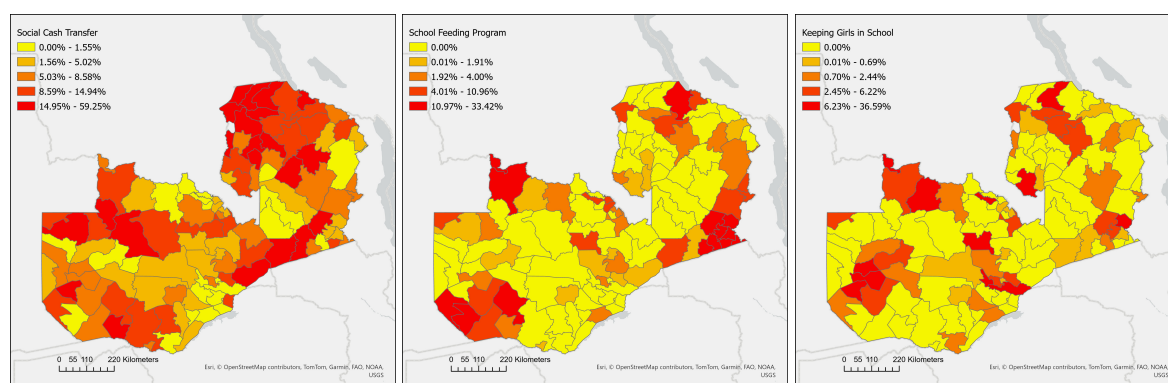 Social Cash Transfer
0.00% - 1.55%
1.56% - 5.02%
5.03% - 8.58%
8.59% - 14.94%
14.95% - 59.25%
0 55 110 220 Kilometers
Esri, © OpenStreetMap contributors, TomTom, Garmin, FAO, NOAA,
USGS
School Feeding Program
0.00%
0.01% - 1.91%
1.92% - 4.00%
4.01% - 10.96%
10.97% - 33.42%
0 55 110 220 Kilometers
Esri, © OpenStreetMap contributors, TomTom, Garmin, FAO, NOAA,
USGS
Keeping Girls in School
0.00%
0.01% - 0.69%
0.70% - 2.44%
2.45% - 6.22%
6.23% - 36.59%
0 55 110 220 Kilometers
Esri, © OpenStreetMap contributors, TomTom, Garmin, FAO, NOAA,
USGS